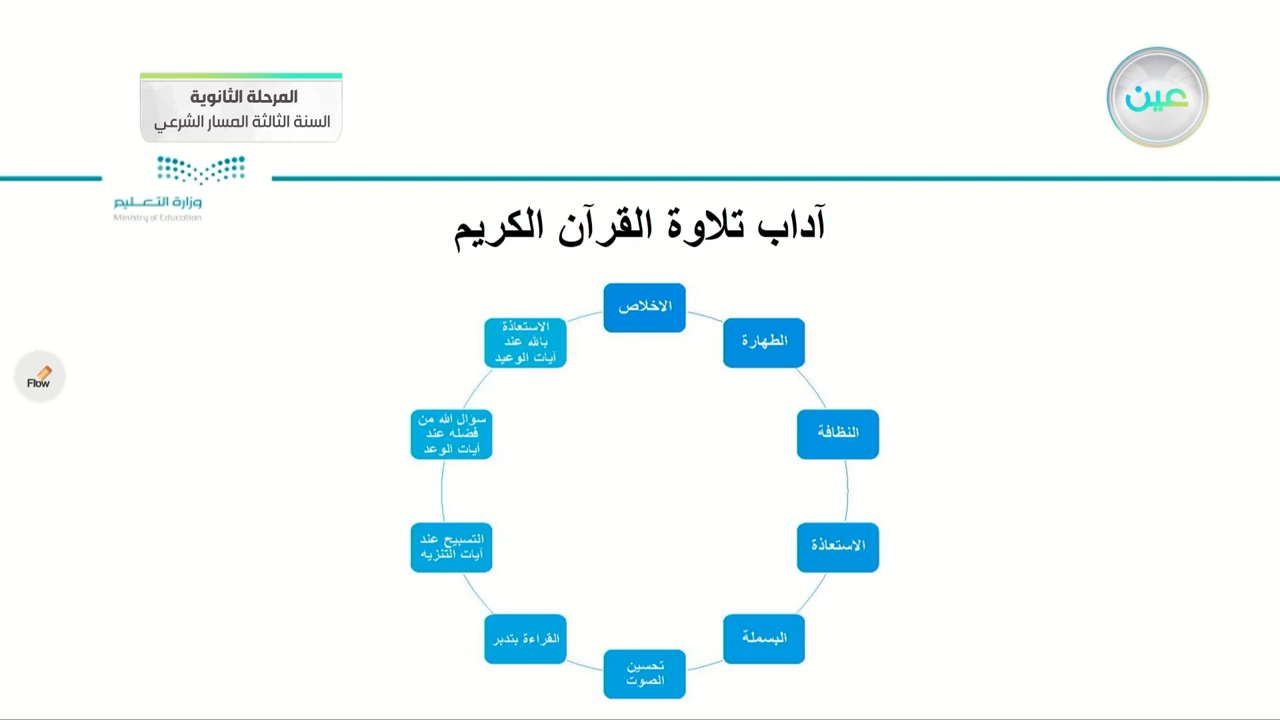 المرحلة الثانوية
السنة الثالثة المسار الشرعي
عين
وزارة التعليم
Ministry of Education
آداب تلاوة القرآن الكريم
الاخلاص
الطهارة
النظافة
الاستعاذة
البسملة
تحسين
الصوت
القراءة بتدبر
التسبيح عند
آيات التنزيه
سؤال الله من
فضله عند
آيات الوعد
الاستعاذة
بالله عند
آيات الوعيد
Flow